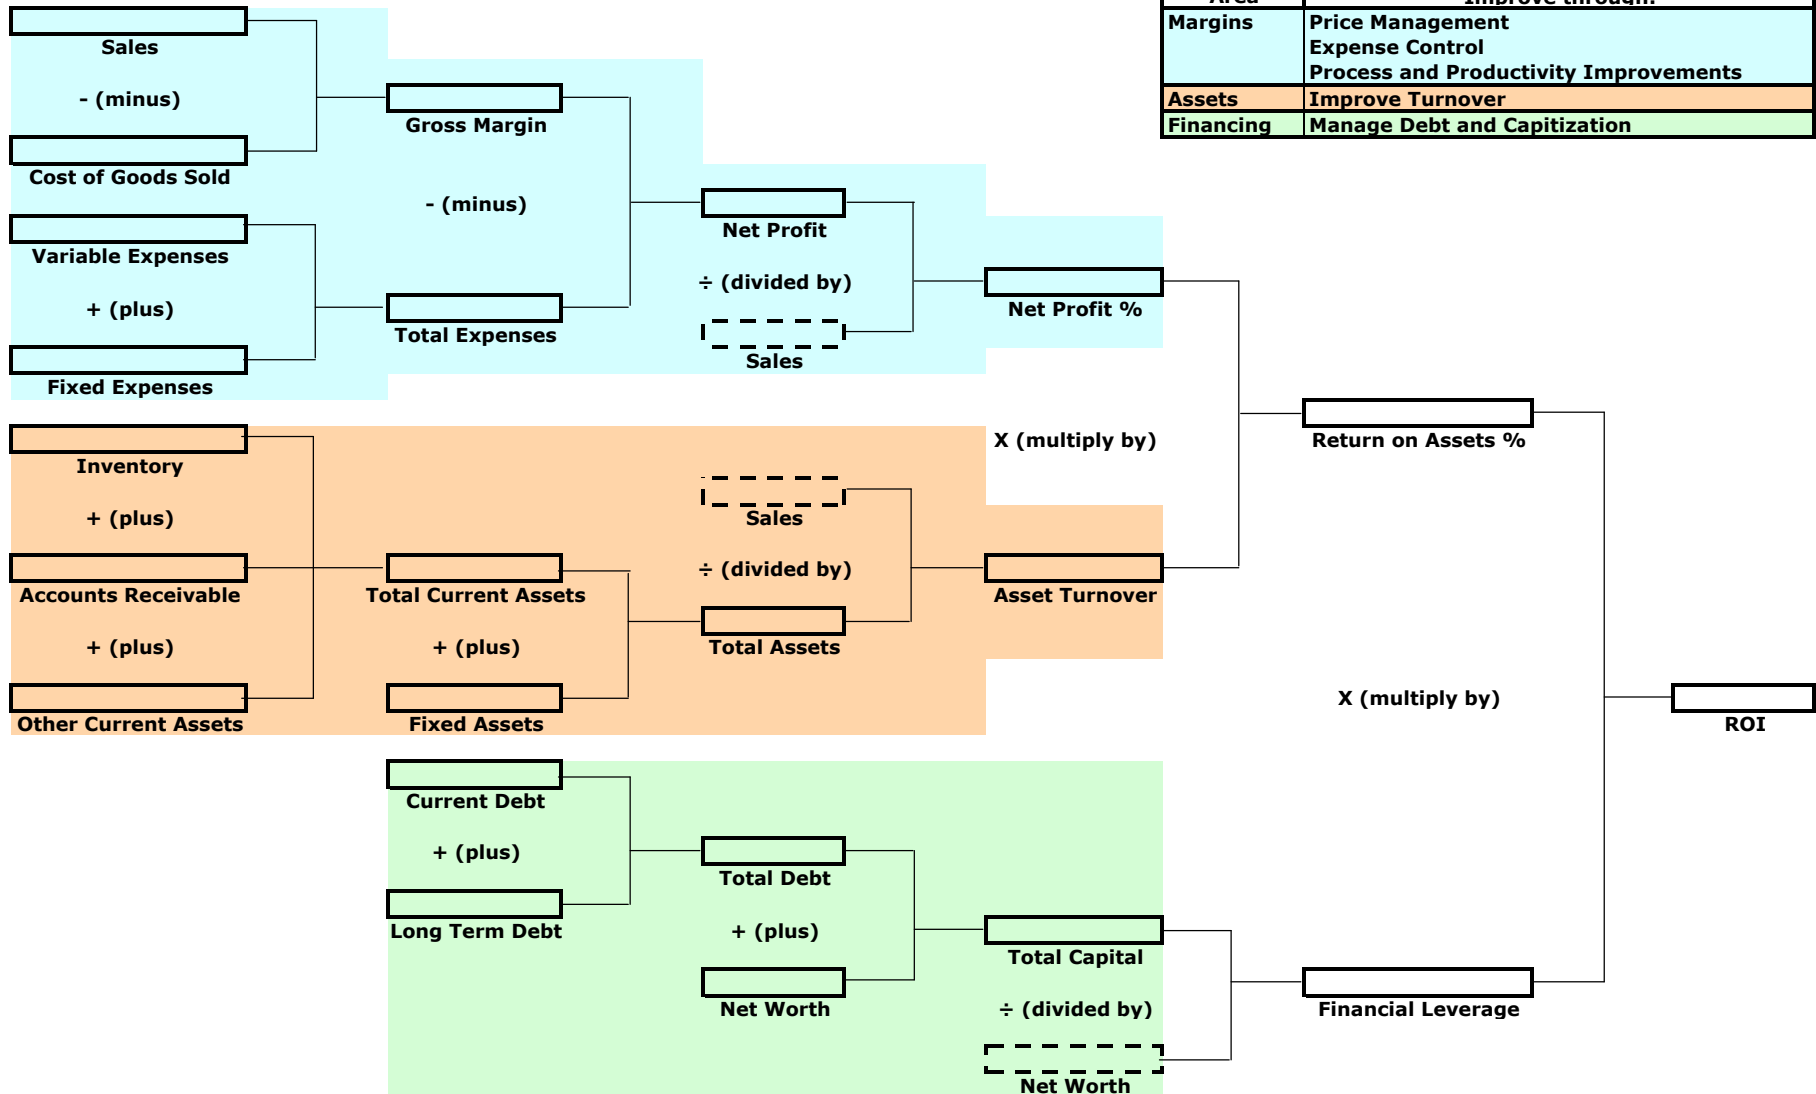 Area Improve through:
Margins Price Management
Expense Control
Process and Productivity Improvements
Assets Improve Turnover
Financing Manage Debt and Capitization
Sales
- (minus)
Cost of Goods Sold
Variable Expenses
+ (plus)
Fixed Expenses
Gross Margin
- (minus)
Total Expenses
Net Profit
÷ (divided by)
Sales
Net Profit %
X (multiply by)
Return on Assets %
Inventory
+ (plus)
Accounts Receivable
+ (plus)
Other Current Assets
Total Current Assets
+ (plus)
Fixed Assets
Sales
÷ (divided by)
Total Assets
Asset Turnover
X (multiply by)
ROI
Current Debt
+ (plus)
Long Term Debt
Total Debt
+ (plus)
Net Worth
Total Capital
÷ (divided by)
Net Worth
Financial Leverage